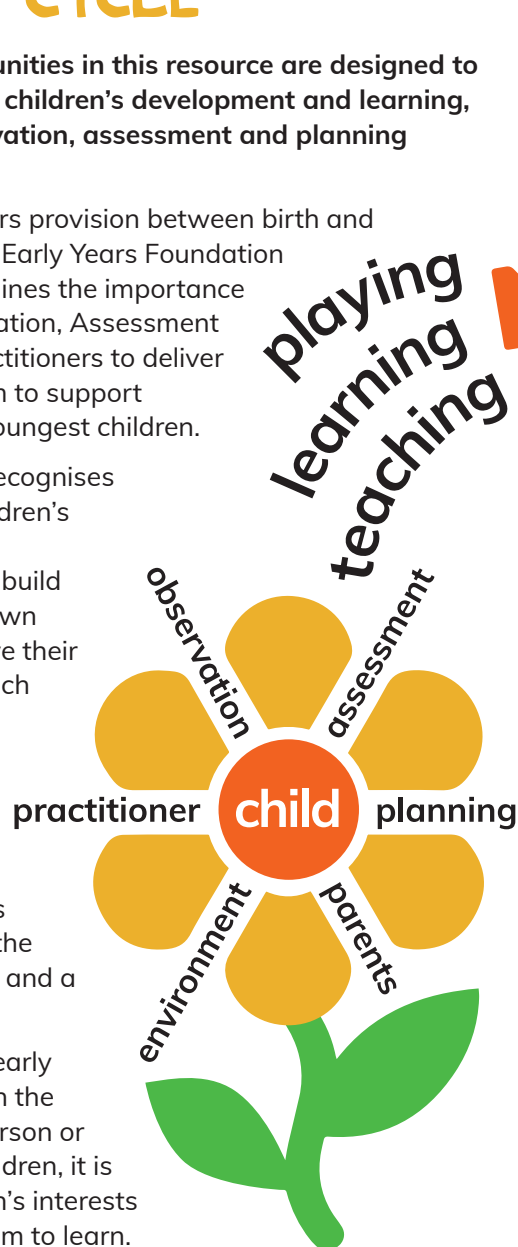 CYCLE
unities in this resource are designed to
children’s development and learning,
vation, assessment and planning
rs provision between birth and
Early Years Foundation
ines the importance
ation, Assessment
ctitioners to deliver
n to support
oungest children.
ecognises
dren’s
build
wn
e their
ch
s
the
and a
early
n the
rson or
dren, it is
n’s interests
m to learn.
playing
learning
teaching
observation
assessment
practitioner
child
planning
environment
parents